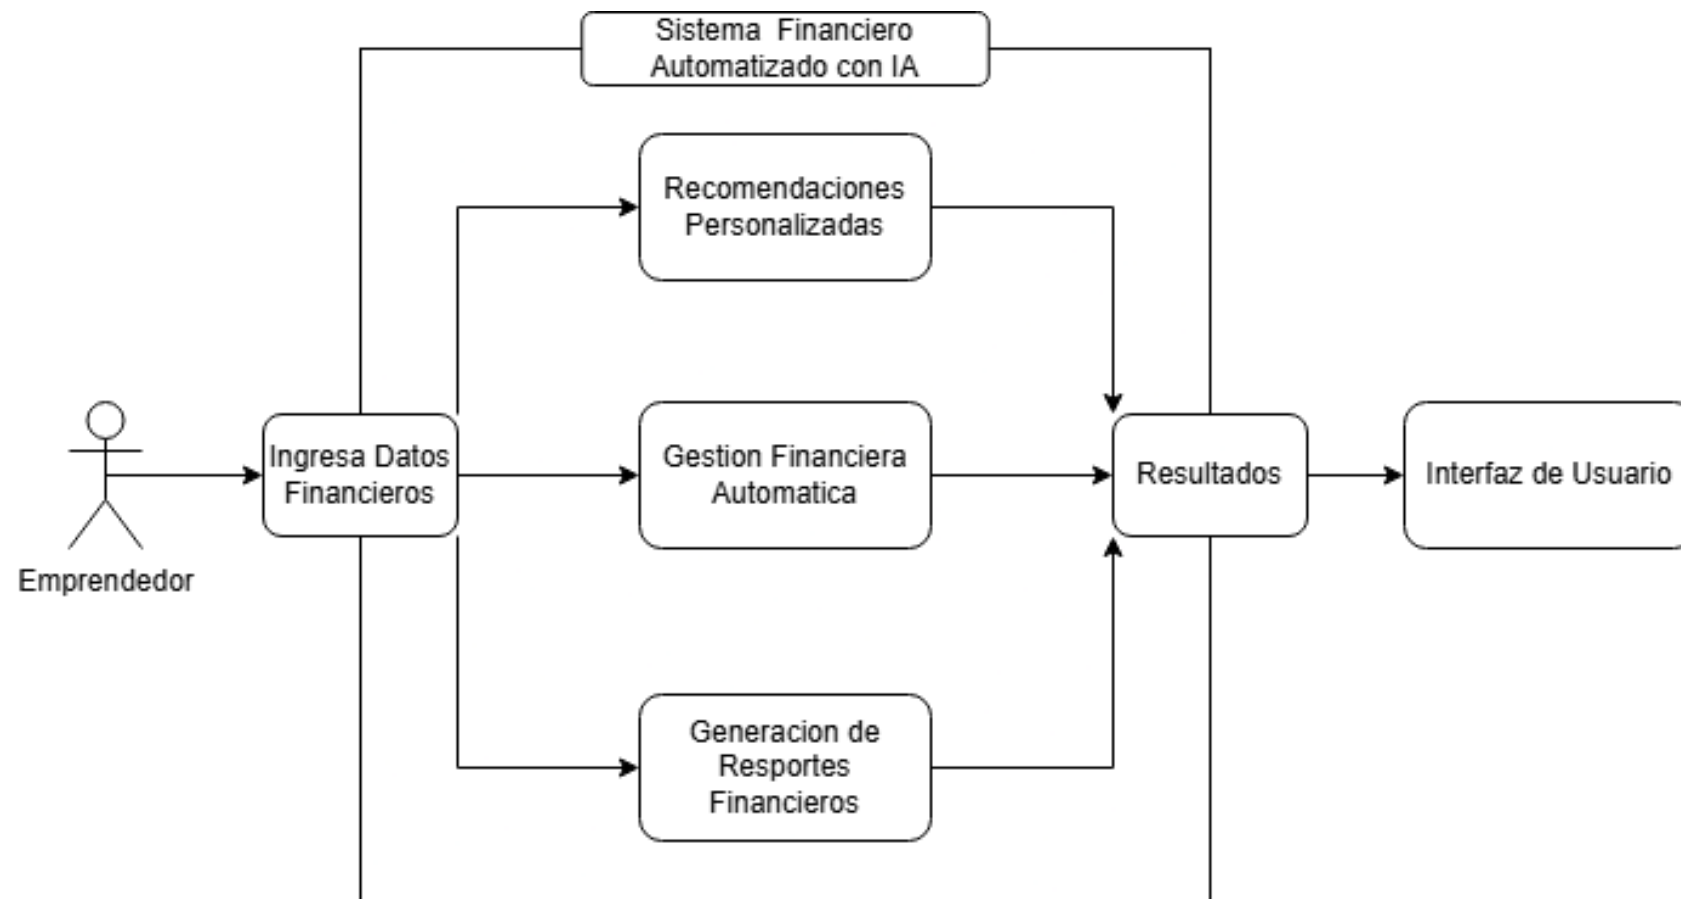 Sistema Financiero
Automatizado con IA
Recomendaciones
Personalizadas
Emprendedor
Ingresa Datos
Financieros
Gestion Financiera
Automatica
Resultados
Interfaz de Usuario
Generacion de
Resportes
Financieros